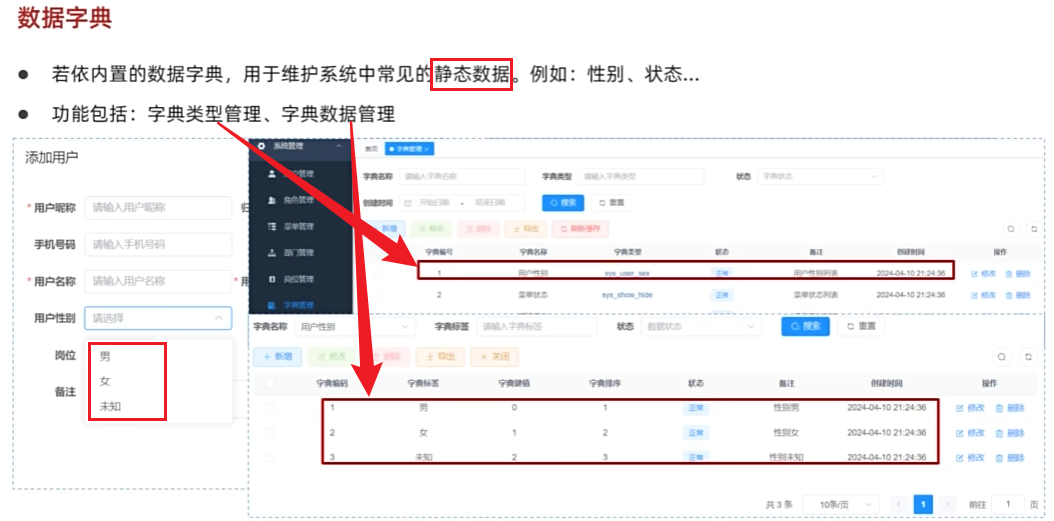 数据字典
● 若依内置的数据字典，用于维护系统中常见的静态数据。例如：性别、状态...
● 功能包括：字典类型管理、字典数据管理
添加用户
* 用户昵称 请输入用户昵称 归
手机号码 请输入手机号码
* 用户名称 请输入用户名称 * 用
用户性别 请选择
岗位 男
女
备注 未知
系统管理 首页 字典管理 ×
用户管理 字典名称 请输入字典名称 字典类型 请输入字典类型 状态 字典状态
角色管理 创建时间 开始日期 - 结束日期 搜索 重置
菜单管理 新增 修改 删除 导出 刷新缓存
部门管理 字典编号 字典名称 字典类型 状态 备注 创建时间 操作
岗位管理 1 用户性别 sys_user_sex 正常 用户性别列表 2024-04-10 21:24:36 修改 删除
字典管理 2 菜单状态 sys_show_hide 正常 菜单状态列表 2024-04-10 21:24:36 修改 删除
字典名称 用户性别 字典标签 请输入字典标签 状态 数据状态 搜索 重置
+ 新增 修改 删除 导出 × 关闭
字典编码 字典标签 字典键值 字典排序 状态 备注 创建时间 操作
1 男 0 1 正常 性别男 2024-04-10 21:24:36 修改 删除
2 女 1 2 正常 性别女 2024-04-10 21:24:36 修改 删除
3 未知 2 3 正常 性别未知 2024-04-10 21:24:36 修改 删除
共 3 条 10条/页 1 前往 1 页